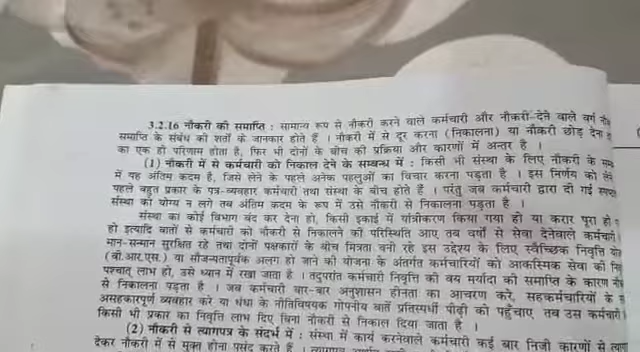 3.2.16 नौकरी की समाप्ति : सामान्य रूप से नौकरी करने वाले कर्मचारी और नौकरी देने वाले वर्ग
समाप्ति के संबंध की शर्तों के जानकार होते हैं । नौकरी में से दूर करना (निकालना) या नौकरी छोड़ देना
का एक ही परिणाम होता है, फिर भी दोनों के बीच की प्रक्रिया और कारणों में अन्तर है ।
(1) नौकरी में से कर्मचारी को निकाल देने के सम्बन्ध में : किसी भी संस्था के लिए नौकरी के
में यह अंतिम कदम है, जिसे लेने के पहले अनेक पहलुओं का विचार करना पड़ता है । इस निर्णय को लेने
पहले बहुत प्रकार के पत्र-व्यवहार कर्मचारी तथा संस्था के बीच होते हैं । परंतु जब कर्मचारी द्वारा दी गई
संस्था को योग्य न लगे तब अंतिम कदम के रूप में उसे नौकरी से निकालना पड़ता है ।
संस्था का कोई विभाग बंद कर देना हो, किसी इकाई में यांत्रीकरण किया गया हो या करार पूरा हो
हो इत्यादि बातों से कर्मचारी को नौकरी से निकालने की परिस्थिति आए तब वर्षों से सेवा देनेवाले कर्मचारी
मान-सन्मान सुरक्षित रहे तथा दोनों पक्षकारों के बीच मित्रता बनी रहे इस उद्देश्य के लिए स्वैच्छिक निवृत्ति
(वी.आर.एस.) या सौजन्यतापूर्वक अलग हो जाने की योजना के अंतर्गत कर्मचारियों को आकस्मिक सेवा की
पश्चात् लाभ हो, उसे ध्यान में रखा जाता है । तदुपरांत कर्मचारी निवृत्ति की वय मर्यादा की समाप्ति के कारण
से निकालना पड़ता है । जब कर्मचारी बार-बार अनुशासन हीनता का आचरण करे, सहकर्मचारियों के
असहकारपूर्ण व्यवहार करे या धंधा के नीतिविषयक गोपनीय बातें प्रतिस्पर्धी पीढ़ी को पहुँचाए तब उस कर्मचारी
किसी भी प्रकार का निवृत्ति लाभ दिए बिना नौकरी से निकाल दिया जाता है ।
(2) नौकरी से त्यागपत्र के संदर्भ में : संस्था में कार्य करनेवाले कर्मचारी कई बार निजी कारणों से
देकर नौकरी में से मुक्त होना पसंद करते हैं ।